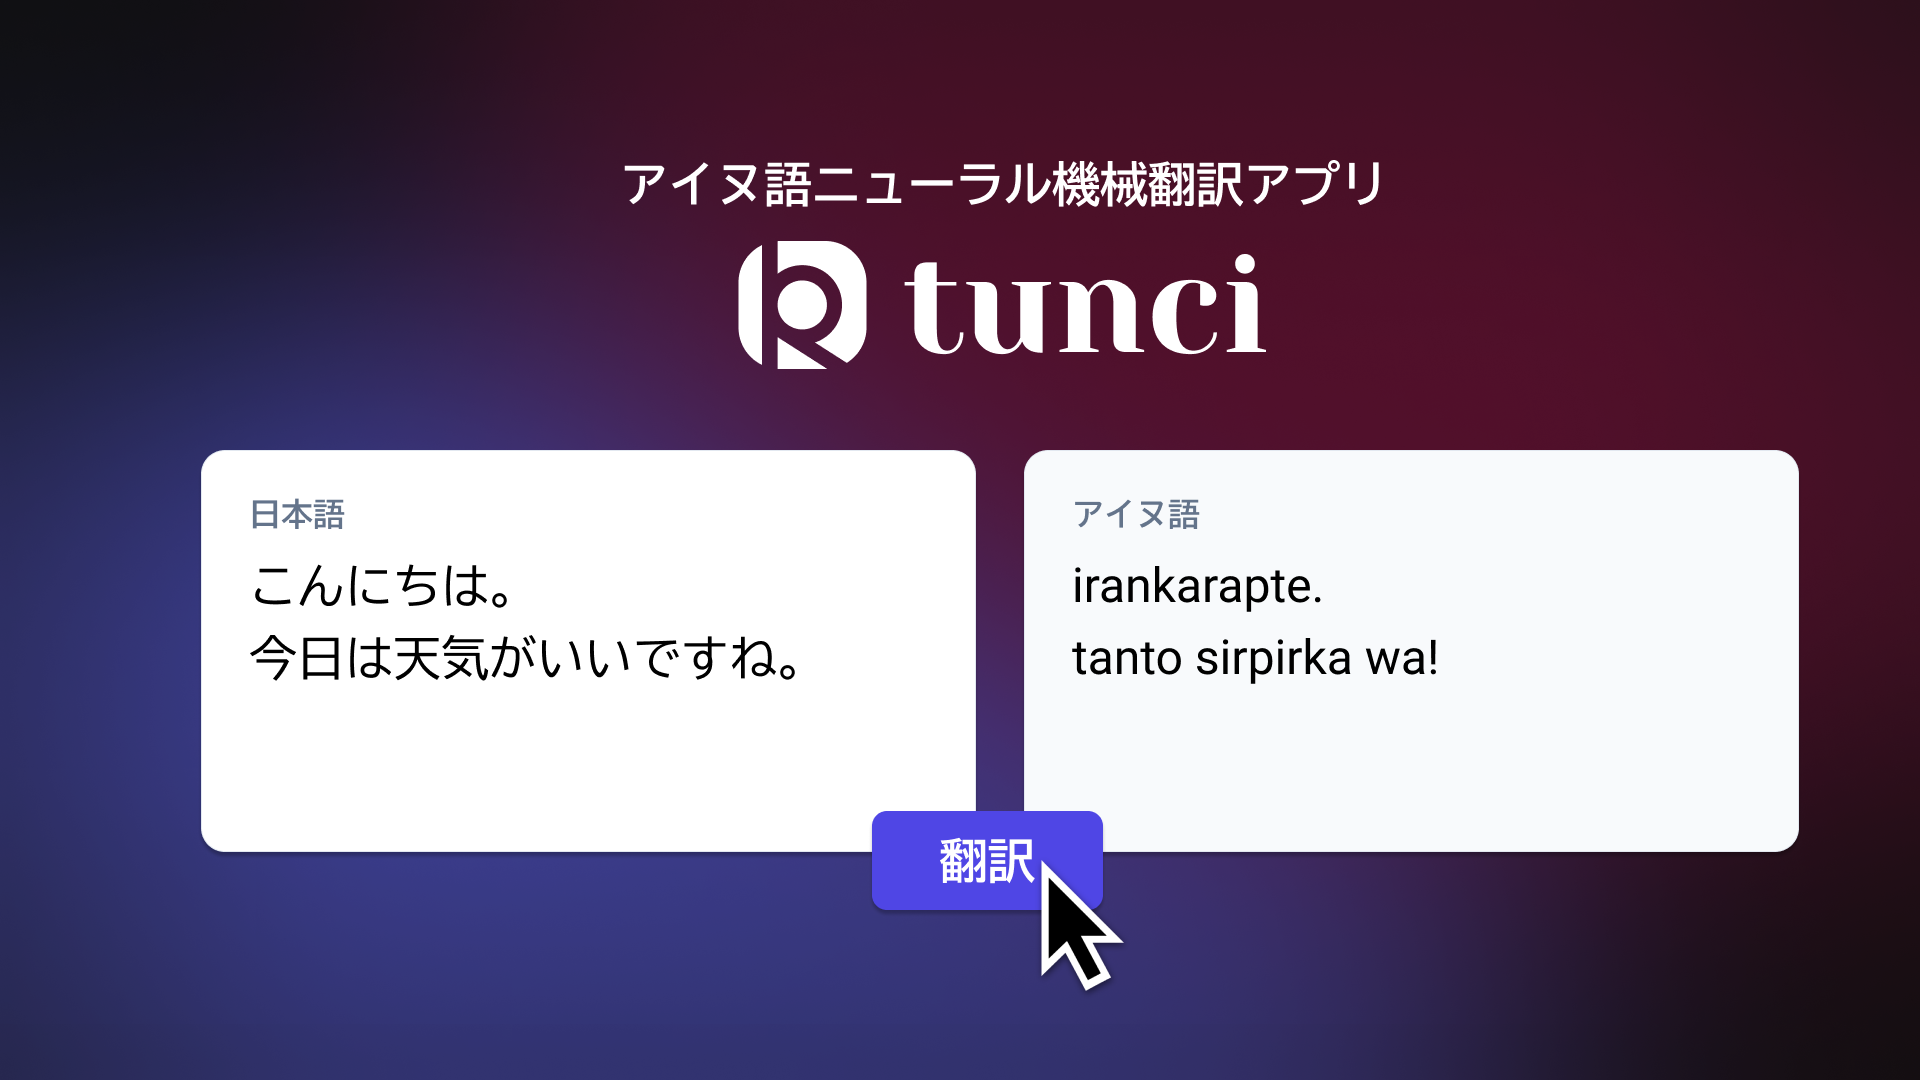 アイヌ語ニューラル機械翻訳アプリ
tunci
日本語
こんにちは。
今日は天気がいいですね。
アイヌ語
irankarapte.
tanto sirpirka wa!
翻訳